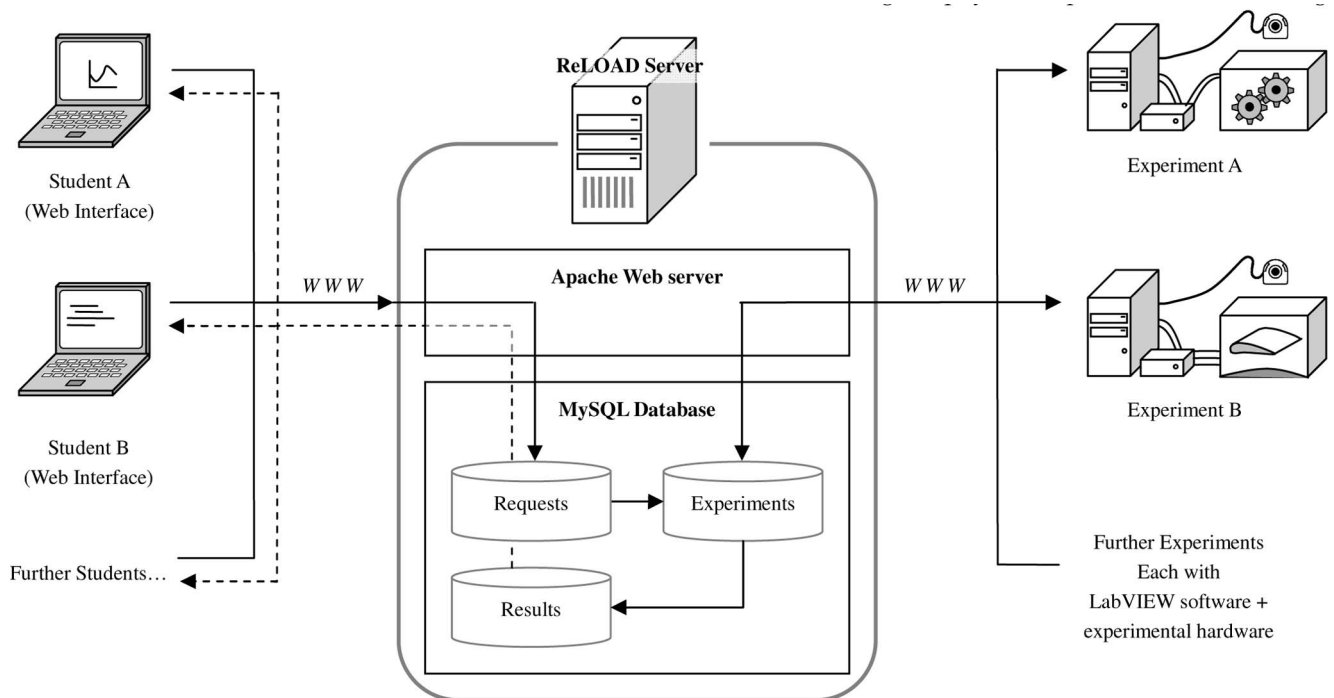 ReLOAD Server
Student A
(Web Interface)
Experiment A
W W W
Apache Web server
W W W
Student B
(Web Interface)
Experiment B
MySQL Database
Requests
Experiments
Further Students…
Results
Further Experiments
Each with
LabVIEW software +
experimental hardware